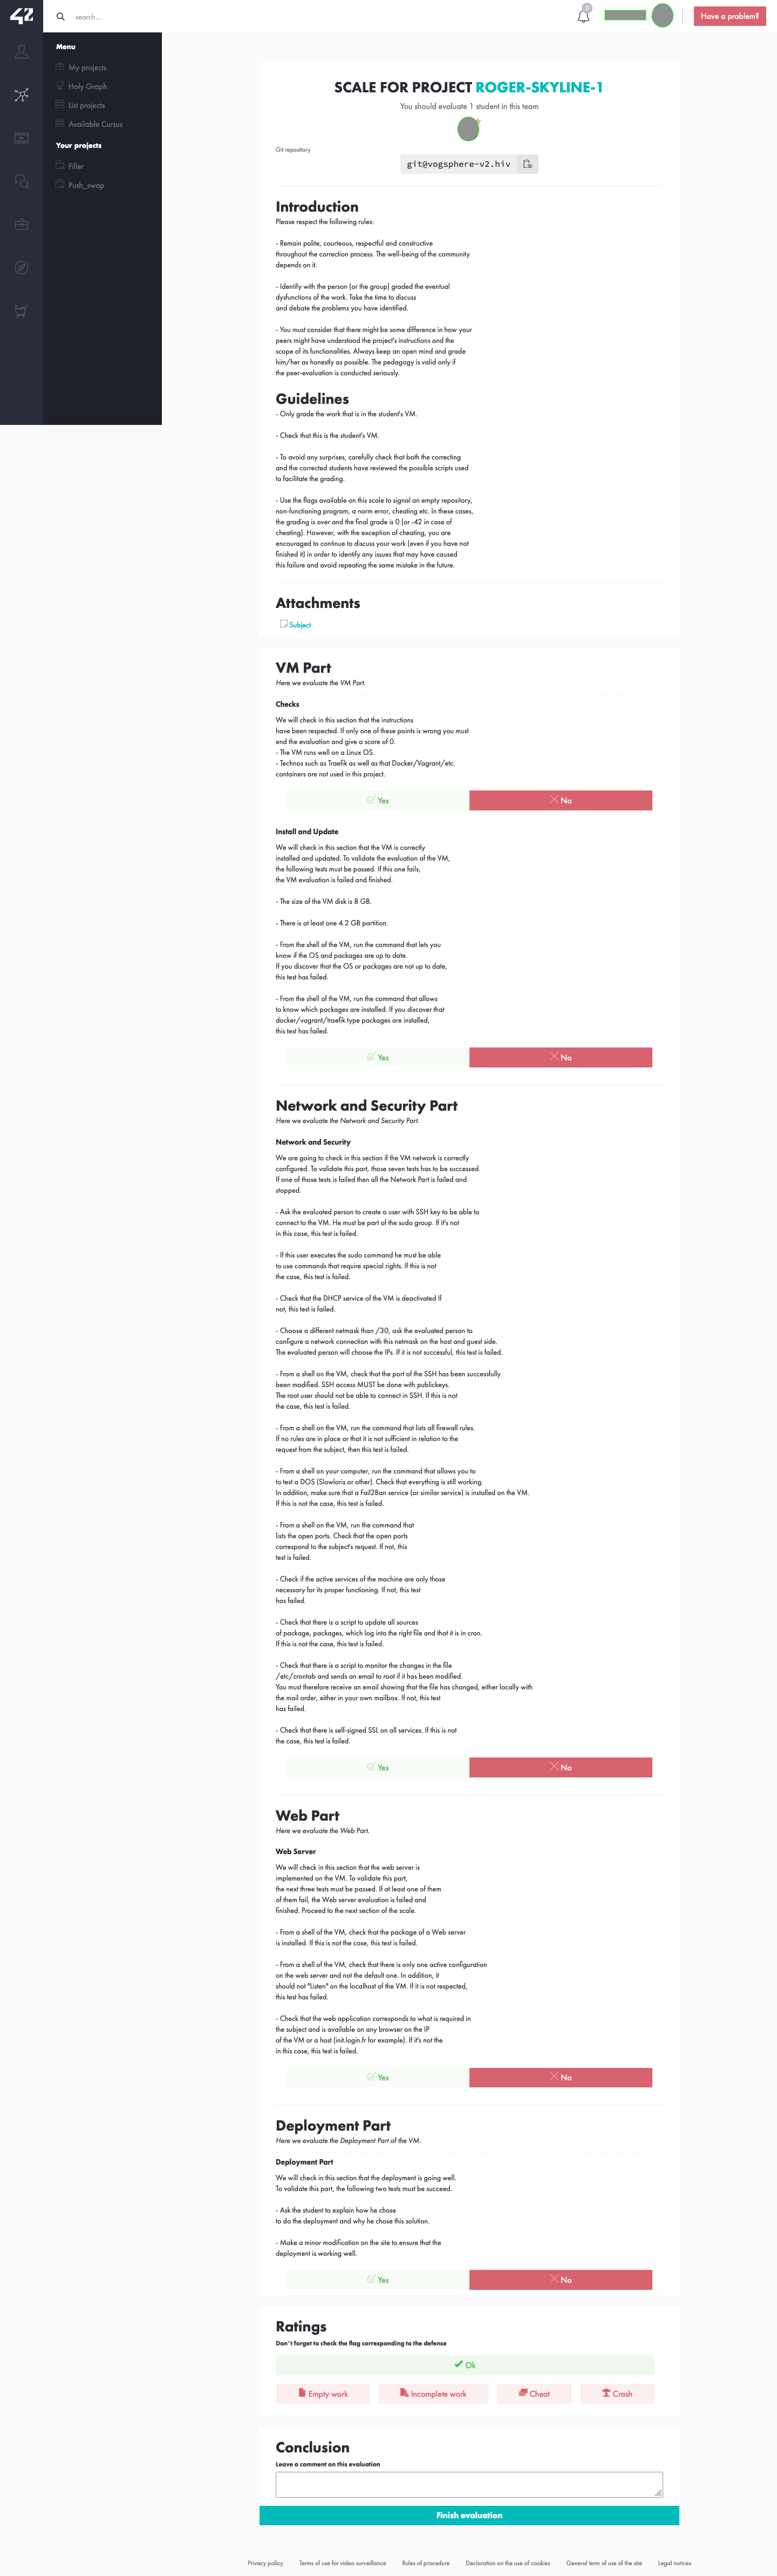 42
search...
0
Have a problem?
Menu
My projects
Holy Graph
List projects
Available Cursus
Your projects
Filler
Push_swap
SCALE FOR PROJECT ROGER-SKYLINE-1
You should evaluate 1 student in this team
Git repository
git@vogsphere-v2.hiv
Introduction
Please respect the following rules:
- Remain polite, courteous, respectful and constructive
throughout the correction process. The well-being of the community
depends on it.
- Identify with the person (or the group) graded the eventual
dysfunctions of the work. Take the time to discuss
and debate the problems you have identified.
- You must consider that there might be some difference in how your
peers might have understood the project's instructions and the
scope of its functionalities. Always keep an open mind and grade
him/her as honestly as possible. The pedagogy is valid only if
the peer-evaluation is conducted seriously.
Guidelines
- Only grade the work that is in the student's VM.
- Check that this is the student's VM.
- To avoid any surprises, carefully check that both the correcting
and the corrected students have reviewed the possible scripts used
to facilitate the grading.
- Use the flags available on this scale to signal an empty repository,
non-functioning program, a norm error, cheating etc. In these cases,
the grading is over and the final grade is 0 (or -42 in case of
cheating). However, with the exception of cheating, you are
encouraged to continue to discuss your work (even if you have not
finished it) in order to identify any issues that may have caused
this failure and avoid repeating the same mistake in the future.
Attachments
Subject
VM Part
Here we evaluate the VM Part.
Checks
We will check in this section that the instructions
have been respected. If only one of these points is wrong you must
end the evaluation and give a score of 0.
- The VM runs well on a Linux OS.
- Technos such as Traefik as well as that Docker/Vagrant/etc.
containers are not used in this project.
Yes
No
Install and Update
We will check in this section that the VM is correctly
installed and updated. To validate the evaluation of the VM,
the following tests must be passed. If this one fails,
the VM evaluation is failed and finished.
- The size of the VM disk is 8 GB.
- There is at least one 4.2 GB partition.
- From the shell of the VM, run the command that lets you
know if the OS and packages are up to date.
If you discover that the OS or packages are not up to date,
this test has failed.
- From the shell of the VM, run the command that allows
to know which packages are installed. If you discover that
docker/vagrant/traefik type packages are installed,
this test has failed.
Yes
No
Network and Security Part
Here we evaluate the Network and Security Part.
Network and Security
We are going to check in this section if the VM network is correctly
configured. To validate this part, those seven tests has to be successed.
If one of those tests is failed then all the Network Part is failed and
stopped.
- Ask the evaluated person to create a user with SSH key to be able to
connect to the VM. He must be part of the sudo group. If it's not
in this case, this test is failed.
- If this user executes the sudo command he must be able
to use commands that require special rights. If this is not
the case, this test is failed.
- Check that the DHCP service of the VM is deactivated If
not, this test is failed.
- Choose a different netmask than /30, ask the evaluated person to
configure a network connection with this netmask on the host and guest side.
The evaluated person will choose the IPs. If it is not successful, this test is failed.
- From a shell on the VM, check that the port of the SSH has been successfully
been modified. SSH access MUST be done with publickeys.
The root user should not be able to connect in SSH. If this is not
the case, this test is failed.
- From a shell on the VM, run the command that lists all firewall rules.
If no rules are in place or that it is not sufficient in relation to the
request from the subject, then this test is failed.
- From a shell on your computer, run the command that allows you to
to test a DOS (Slowloris or other). Check that everything is still working.
In addition, make sure that a Fail2Ban service (or similar service) is installed on the VM.
If this is not the case, this test is failed.
- From a shell on the VM, run the command that
lists the open ports. Check that the open ports
correspond to the subject's request. If not, this
test is failed.
- Check if the active services of the machine are only those
necessary for its proper functioning. If not, this test
has failed.
- Check that there is a script to update all sources
of package, packages, which log into the right file and that it is in cron.
If this is not the case, this test is failed.
- Check that there is a script to monitor the changes in the file
/etc/crontab and sends an email to root if it has been modified.
You must therefore receive an email showing that the file has changed, either locally with
the mail order, either in your own mailbox. If not, this test
has failed.
- Check that there is self-signed SSL on all services. If this is not
the case, this test is failed.
Yes
No
Web Part
Here we evaluate the Web Part.
Web Server
We will check in this section that the web server is
implemented on the VM. To validate this part,
the next three tests must be passed. If at least one of them
of them fail, the Web server evaluation is failed and
finished. Proceed to the next section of the scale.
- From a shell of the VM, check that the package of a Web server
is installed. If this is not the case, this test is failed.
- From a shell of the VM, check that there is only one active configuration
on the web server and not the default one. In addition, it
should not "Listen" on the localhost of the VM. If it is not respected,
this test has failed.
- Check that the web application corresponds to what is required in
the subject and is available on any browser on the IP
of the VM or a host (init.login.fr for example). If it's not the
in this case, this test is failed.
Yes
No
Deployment Part
Here we evaluate the Deployment Part of the VM.
Deployment Part
We will check in this section that the deployment is going well.
To validate this part, the following two tests must be succeed.
- Ask the student to explain how he chose
to do the deployment and why he chose this solution.
- Make a minor modification on the site to ensure that the
deployment is working well.
Yes
No
Ratings
Don't forget to check the flag corresponding to the defense
Ok
Empty work
Incomplete work
Cheat
Crash
Conclusion
Leave a comment on this evaluation
Finish evaluation
Privacy policy
Terms of use for video surveillance
Rules of procedure
Declaration on the use of cookies
General term of use of the site
Legal notices